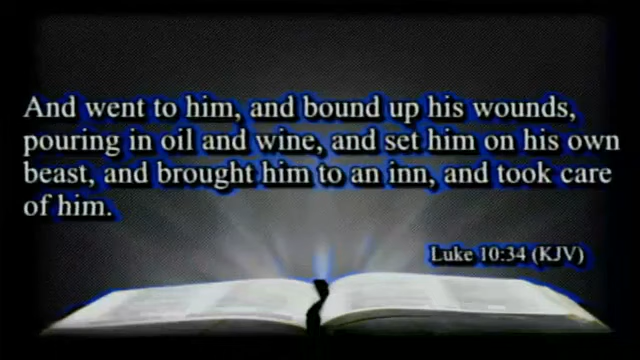 And went to him, and bound up his wounds,
pouring in oil and wine, and set him on his own
beast, and brought him to an inn, and took care
of him.
Luke 10:34 (KJV)